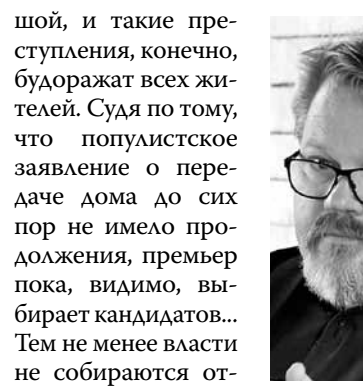 шой, и такие пре-
ступления, конечно,
будоражат всех жи-
телей. Судя по тому,
что популистское
заявление о пере-
даче дома до сих
пор не имело про-
должения, премьер
пока, видимо, вы-
бирает кандидатов...
Тем не менее власти
не собираются от-